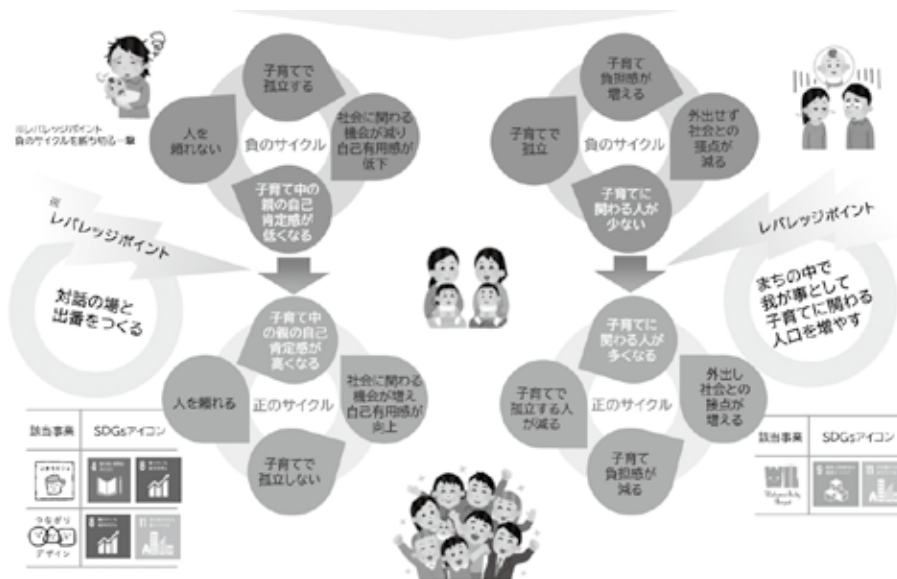 ※レバレッジポイント
負のサイクルを断ち切る一撃
子育てで
孤立する
人を
頼れない
負のサイクル
社会に関わる
機会が減り
自己有用感が
低下
子育て中の
親の自己
肯定感が
低くなる
※
レバレッジポイント
対話の場と
出番をつくる
子育て中
の親の自己
肯定感が
高くなる
人を頼れる
正のサイクル
社会に関わる
機会が増え
自己有用感が
向上
子育てで
孤立しない
該当事業
SDGsアイコン
4
8
つながり
デザイン
8
11
子育て
負担感が
増える
子育てで
孤立
負のサイクル
外出せず
社会との
接点が
減る
子育てに
関わる人が
少ない
レバレッジポイント
まちの中で
我が事として
子育てに関わる
人口を増やす
子育てに
関わる人が
多くなる
子育てで
孤立する人
が減る
正のサイクル
外出し
社会との
接点が
増える
子育て
負担感が
減る
該当事業
SDGsアイコン
9
11